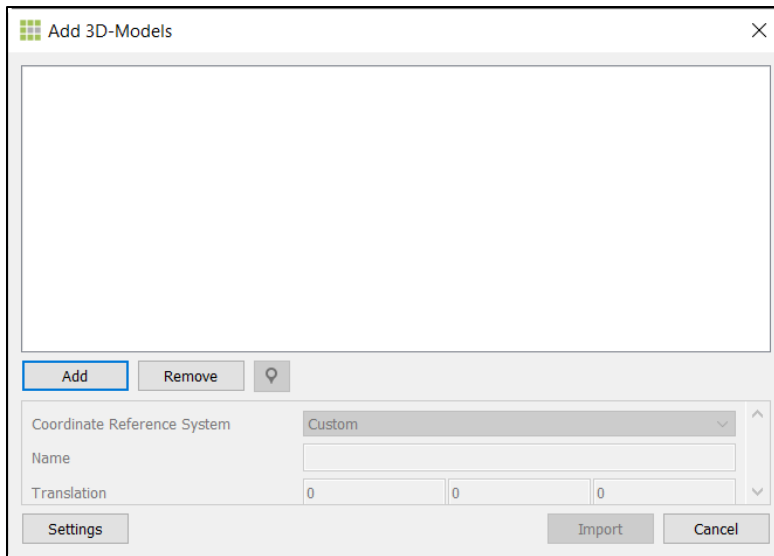 Add 3D-Models
Add Remove
Coordinate Reference System Custom
Name
Translation 0 0 0
Settings Import Cancel